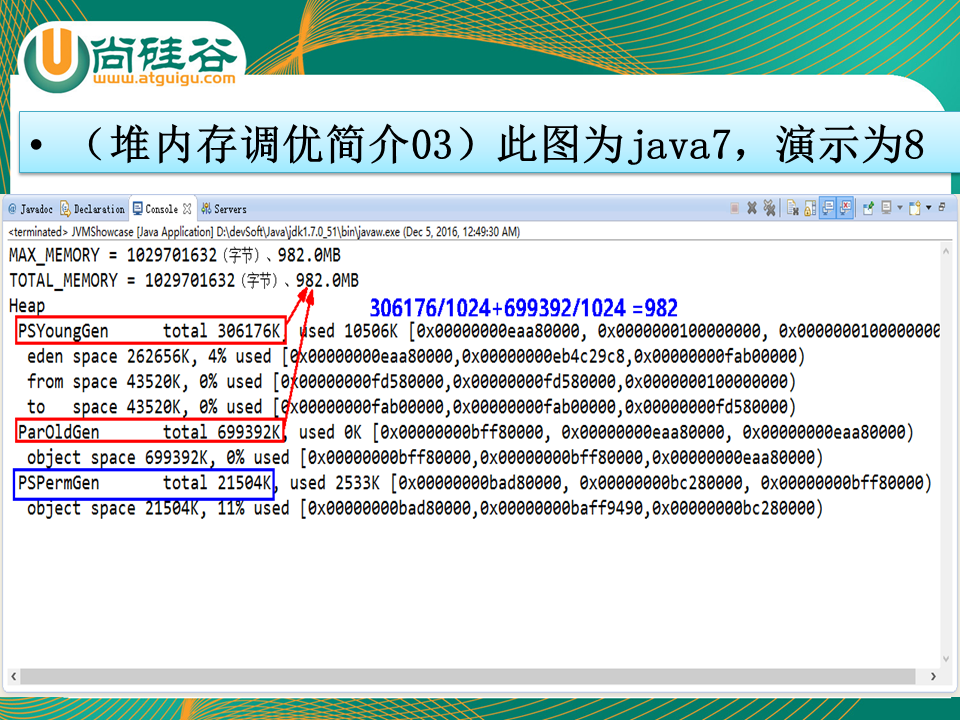 尚硅谷
www.atguigu.com
• （堆内存调优简介03）此图为java7，演示为8
@ Javadoc Declaration Console Servers
<terminated> JVMShowcase [Java Application] D:\devSoft\Java\jdk1.7.0_51\bin\javaw.exe (Dec 5, 2016, 12:49:30 AM)
MAX_MEMORY = 1029701632（字节）、982.0MB
TOTAL_MEMORY = 1029701632（字节）、982.0MB
Heap
306176/1024+699392/1024 =982
PSYoungGen total 306176K, used 10506K [0x00000000eaa80000, 0x0000000100000000, 0x0000000100000000
eden space 262656K, 4% used [0x00000000eaa80000,0x00000000eb4c29c8,0x00000000fab00000)
from space 43520K, 0% used [0x00000000fd580000,0x00000000fd580000,0x0000000100000000)
to space 43520K, 0% used [0x00000000fab00000,0x00000000fab00000,0x00000000fd580000)
ParOldGen total 699392K, used 0K [0x00000000bff80000, 0x00000000eaa80000, 0x00000000eaa80000)
object space 699392K, 0% used [0x00000000bff80000,0x00000000bff80000,0x00000000eaa80000)
PSPermGen total 21504K, used 2533K [0x00000000bad80000, 0x00000000bc280000, 0x00000000bff80000)
object space 21504K, 11% used [0x00000000bad80000,0x00000000baff9490,0x00000000bc280000)